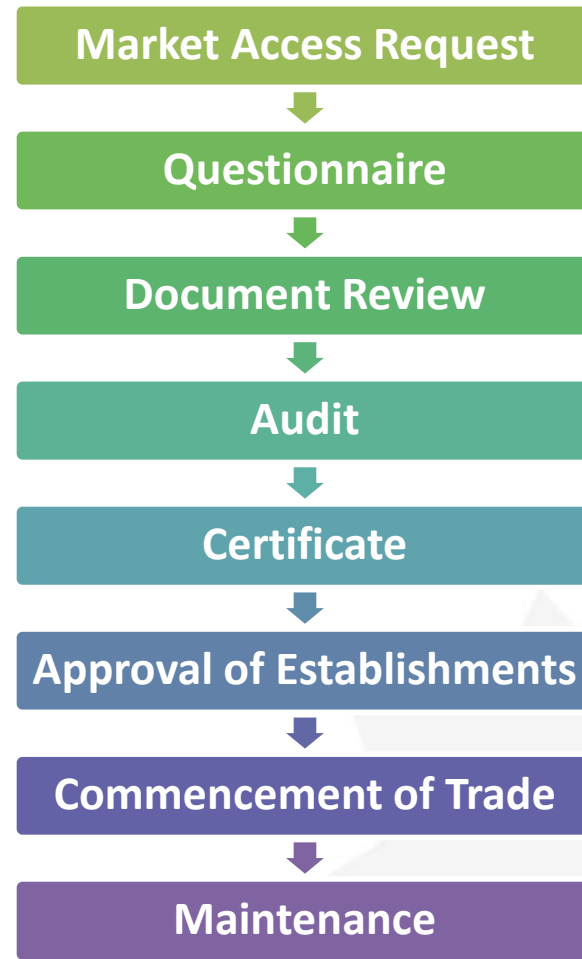 Market Access Request
Questionnaire
Document Review
Audit
Certificate
Approval of Establishments
Commencement of Trade
Maintenance